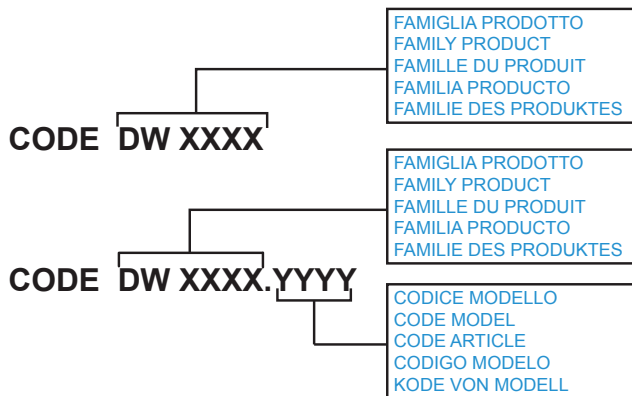 FAMIGLIA PRODOTTO
FAMILY PRODUCT
FAMILLE DU PRODUIT
FAMILIA PRODUCTO
FAMILIE DES PRODUKTES
CODE DW XXXX
FAMIGLIA PRODOTTO
FAMILY PRODUCT
FAMILLE DU PRODUIT
FAMILIA PRODUCTO
FAMILIE DES PRODUKTES
CODE DW XXXX.YYYY
CODICE MODELLO
CODE MODEL
CODE ARTICLE
CODIGO MODELO
KODE VON MODELL